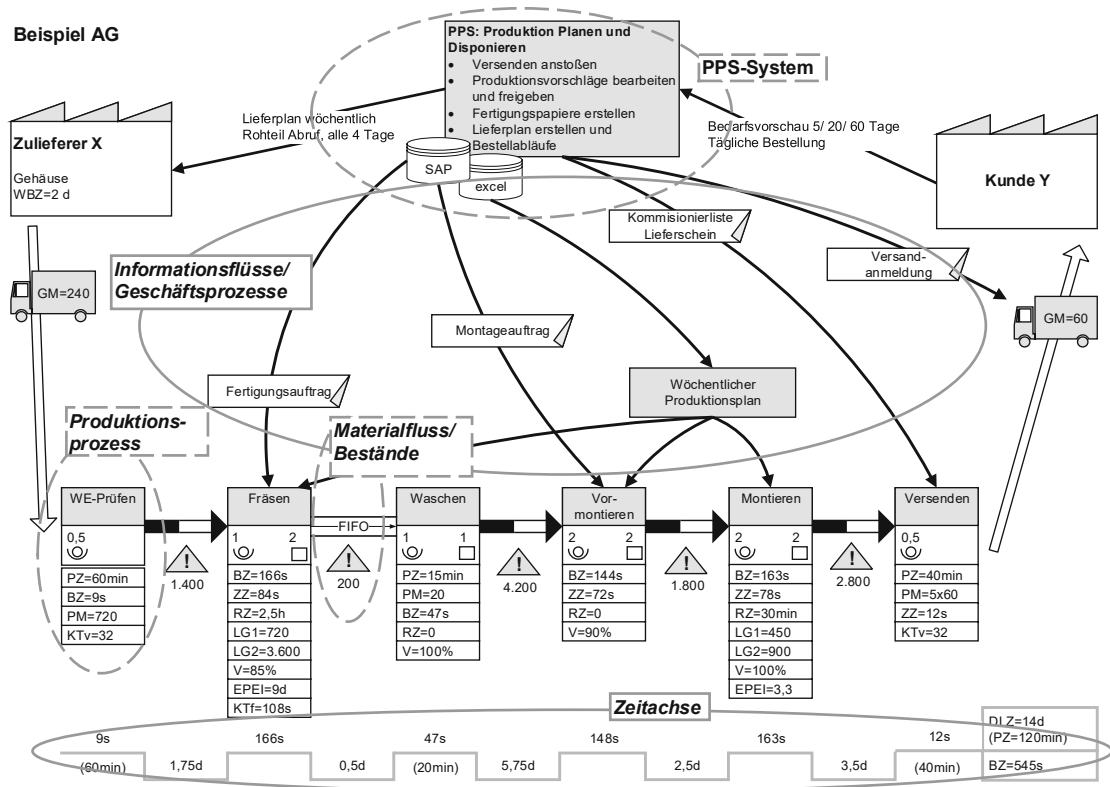 Beispiel AG
PPS: Produktion Planen und
Disponieren
• Versenden anstoßen
• Produktionsvorschläge bearbeiten
und freigeben
• Fertigungspapiere erstellen
• Lieferplan erstellen und
Bestellabläufe
PPS-System
Zulieferer X
Gehäuse
WBZ=2 d
Lieferplan wöchentlich
Rohteil Abruf, alle 4 Tage
SAP
excel
Bedarfsvorschau 5/ 20/ 60 Tage
Tägliche Bestellung
Kunde Y
Kommisionierliste
Lieferschein
Versand-
anmeldung
Informationsflüsse/
Geschäftsprozesse
GM=240
GM=60
Montageauftrag
Fertigungsauftrag
Wöchentlicher
Produktionsplan
Produktions-
prozess
Materialfluss/
Bestände
WE-Prüfen
0,5
PZ=60min
BZ=9s
PM=720
KTv=32
!
1.400
Fräsen
1 2
BZ=166s
ZZ=84s
RZ=2,5h
LG1=720
LG2=3.600
V=85%
EPEI=9d
KTf=108s
FIFO
!
200
Waschen
1 1
PZ=15min
PM=20
BZ=47s
RZ=0
V=100%
!
4.200
Vor-
montieren
2 2
BZ=144s
ZZ=72s
RZ=0
V=90%
!
1.800
Montieren
2 2
BZ=163s
ZZ=78s
RZ=30min
LG1=450
LG2=900
V=100%
EPEI=3,3
!
2.800
Versenden
0,5
PZ=40min
PM=5x60
ZZ=12s
KTv=32
Zeitachse
9s 166s 47s 148s 163s 12s
DLZ=14d
(PZ=120min)
(60min) 1,75d 0,5d (20min) 5,75d 2,5d 3,5d (40min) BZ=545s